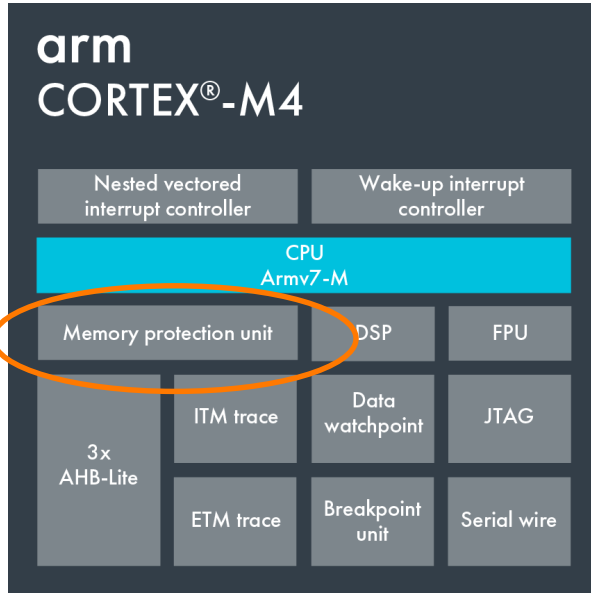 arm
CORTEX®-M4
Nested vectored
interrupt controller
Wake-up interrupt
controller
CPU
Armv7-M
Memory protection unit
DSP
FPU
3x
AHB-Lite
ITM trace
Data
watchpoint
JTAG
ETM trace
Breakpoint
unit
Serial wire